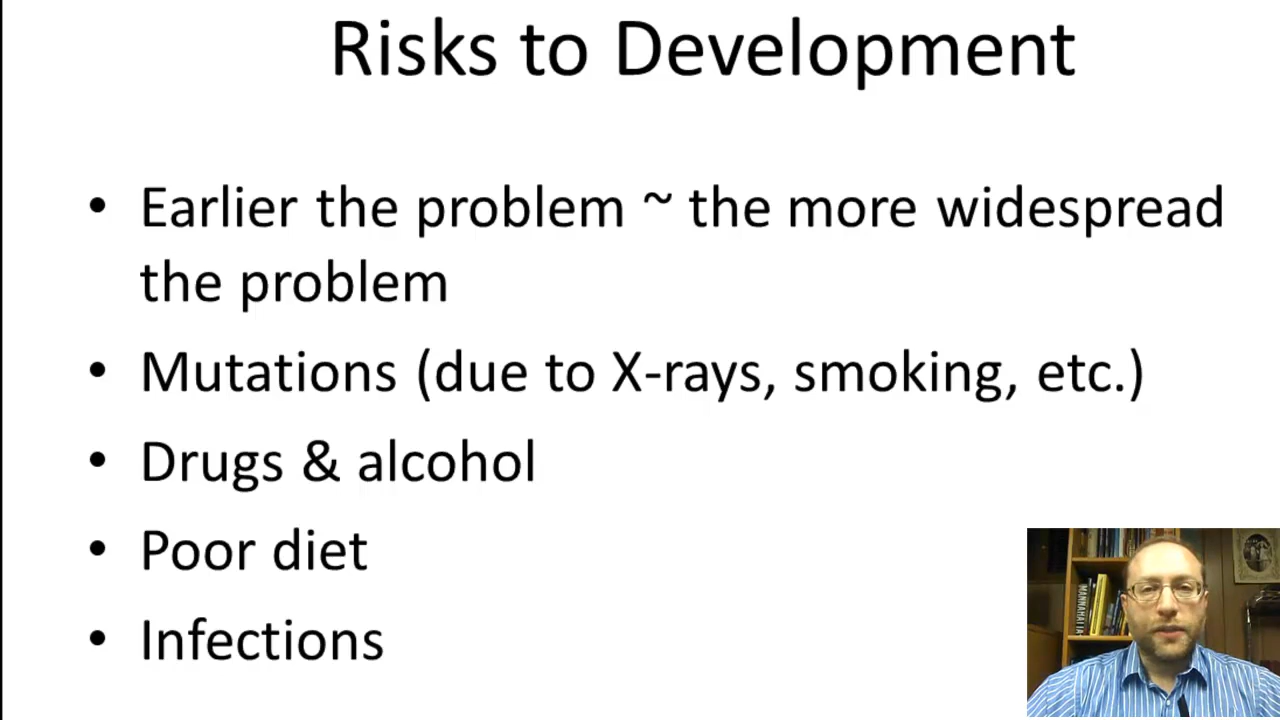 Risks to Development
• Earlier the problem ~ the more widespread
the problem
• Mutations (due to X-rays, smoking, etc.)
• Drugs & alcohol
• Poor diet
• Infections
MANNAHATTA